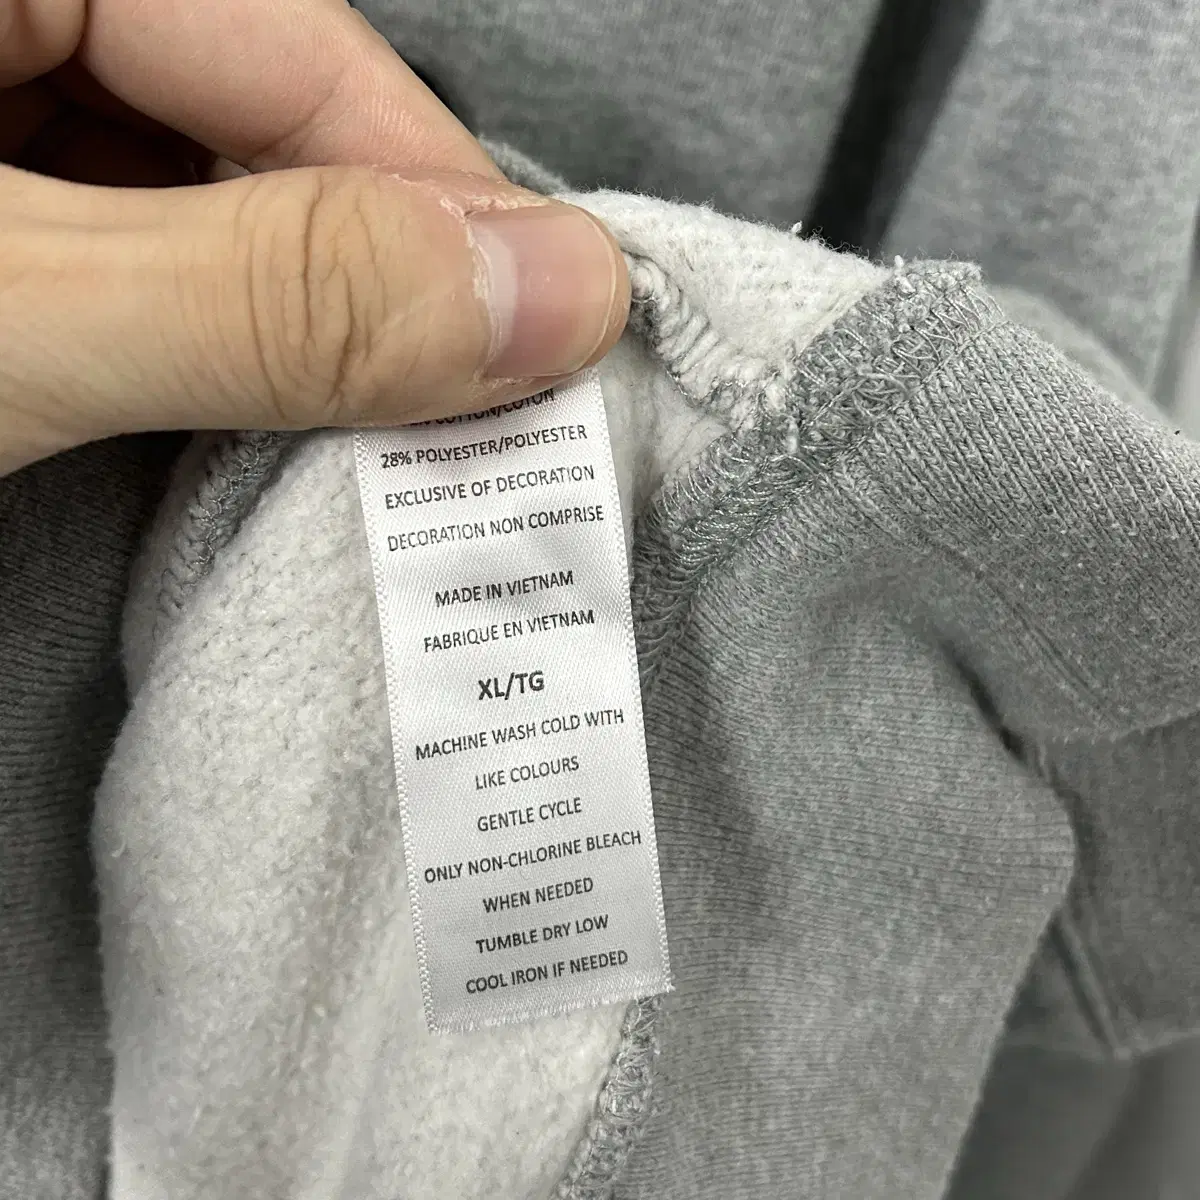 COTTON/COTON
28% POLYESTER/POLYESTER
EXCLUSIVE OF DECORATION
DECORATION NON COMPRISE
MADE IN VIETNAM
FABRIQUE EN VIETNAM
XL/TG
MACHINE WASH COLD WITH
LIKE COLOURS
GENTLE CYCLE
ONLY NON-CHLORINE BLEACH
WHEN NEEDED
TUMBLE DRY LOW
COOL IRON IF NEEDED